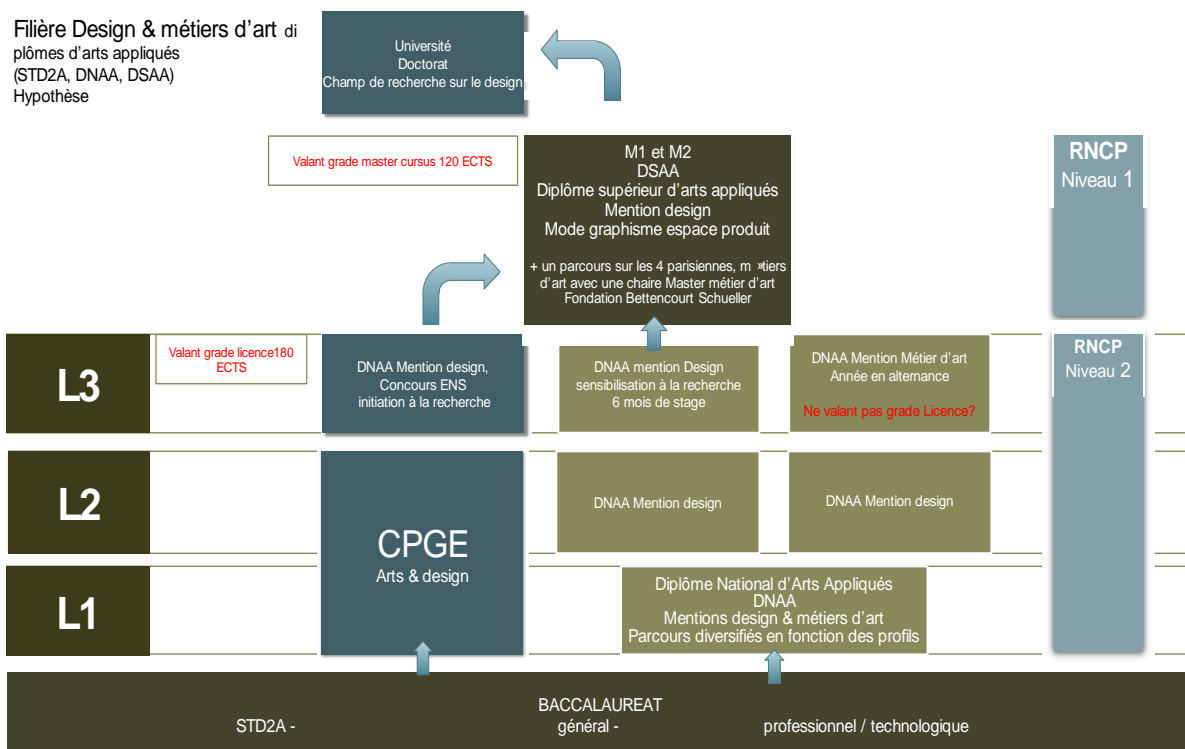 Filière Design & métiers d’art di
plômes d’arts appliqués
(STD2A, DNAA, DSAA)
Hypothèse
Université
Doctorat
Champ de recherche sur le design
Valant grade master cursus 120 ECTS
M1 et M2
DSAA
Diplôme supérieur d’arts appliqués
Mention design
Mode graphisme espace produit
+ un parcours sur les 4 parisiennes, m »tiers
d’art avec une chaire Master métier d’art
Fondation Bettencourt Schueller
RNCP
Niveau 1
L3
Valant grade licence180
ECTS
DNAA Mention design,
Concours ENS
initiation à la recherche
DNAA mention Design
sensibilisation à la recherche
6 mois de stage
DNAA Mention Métier d’art
Année en alternance
Ne valant pas grade Licence?
RNCP
Niveau 2
L2
CPGE
Arts & design
DNAA Mention design
DNAA Mention design
L1
Diplôme National d’Arts Appliqués
DNAA
Mentions design & métiers d’art
Parcours diversifiés en fonction des profils
BACCALAUREAT
STD2A - général - professionnel / technologique